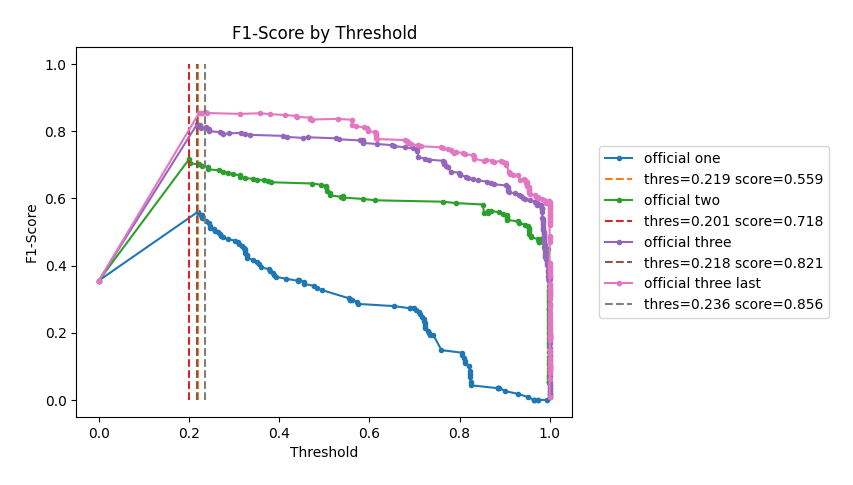 F1-Score by Threshold
F1-Score
1.0
0.8
0.6
0.4
0.2
0.0
0.0 0.2 0.4 0.6 0.8 1.0
Threshold
official one
thres=0.219 score=0.559
official two
thres=0.201 score=0.718
official three
thres=0.218 score=0.821
official three last
thres=0.236 score=0.856